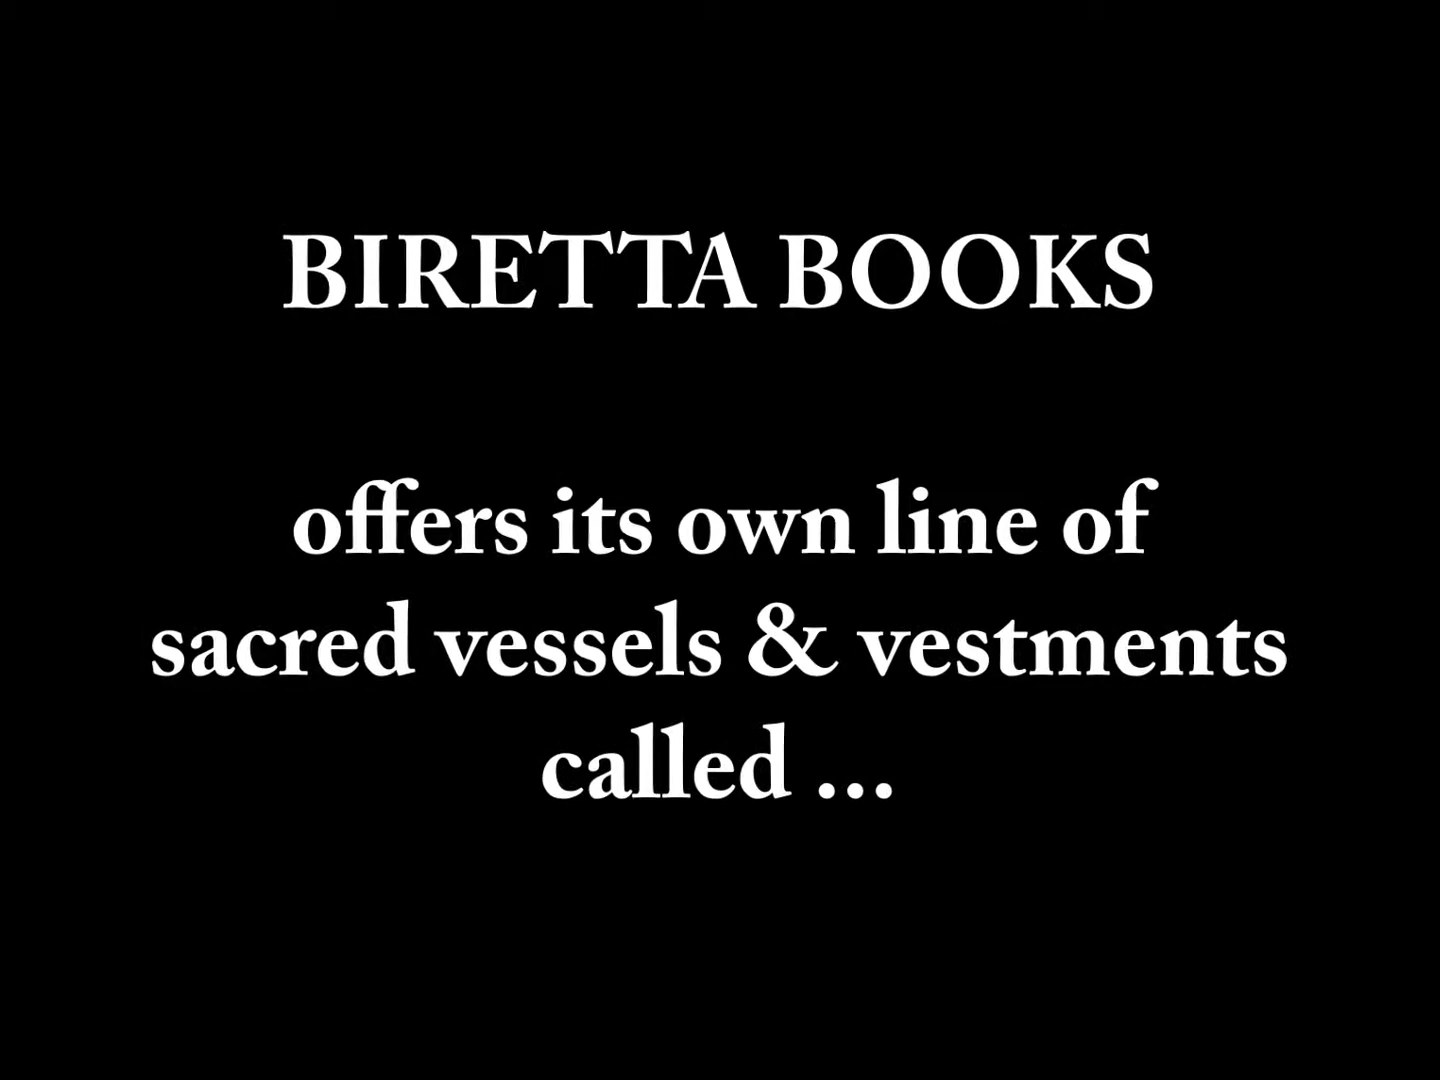 BIRETTA BOOKS
offers its own line of
sacred vessels & vestments
called ...